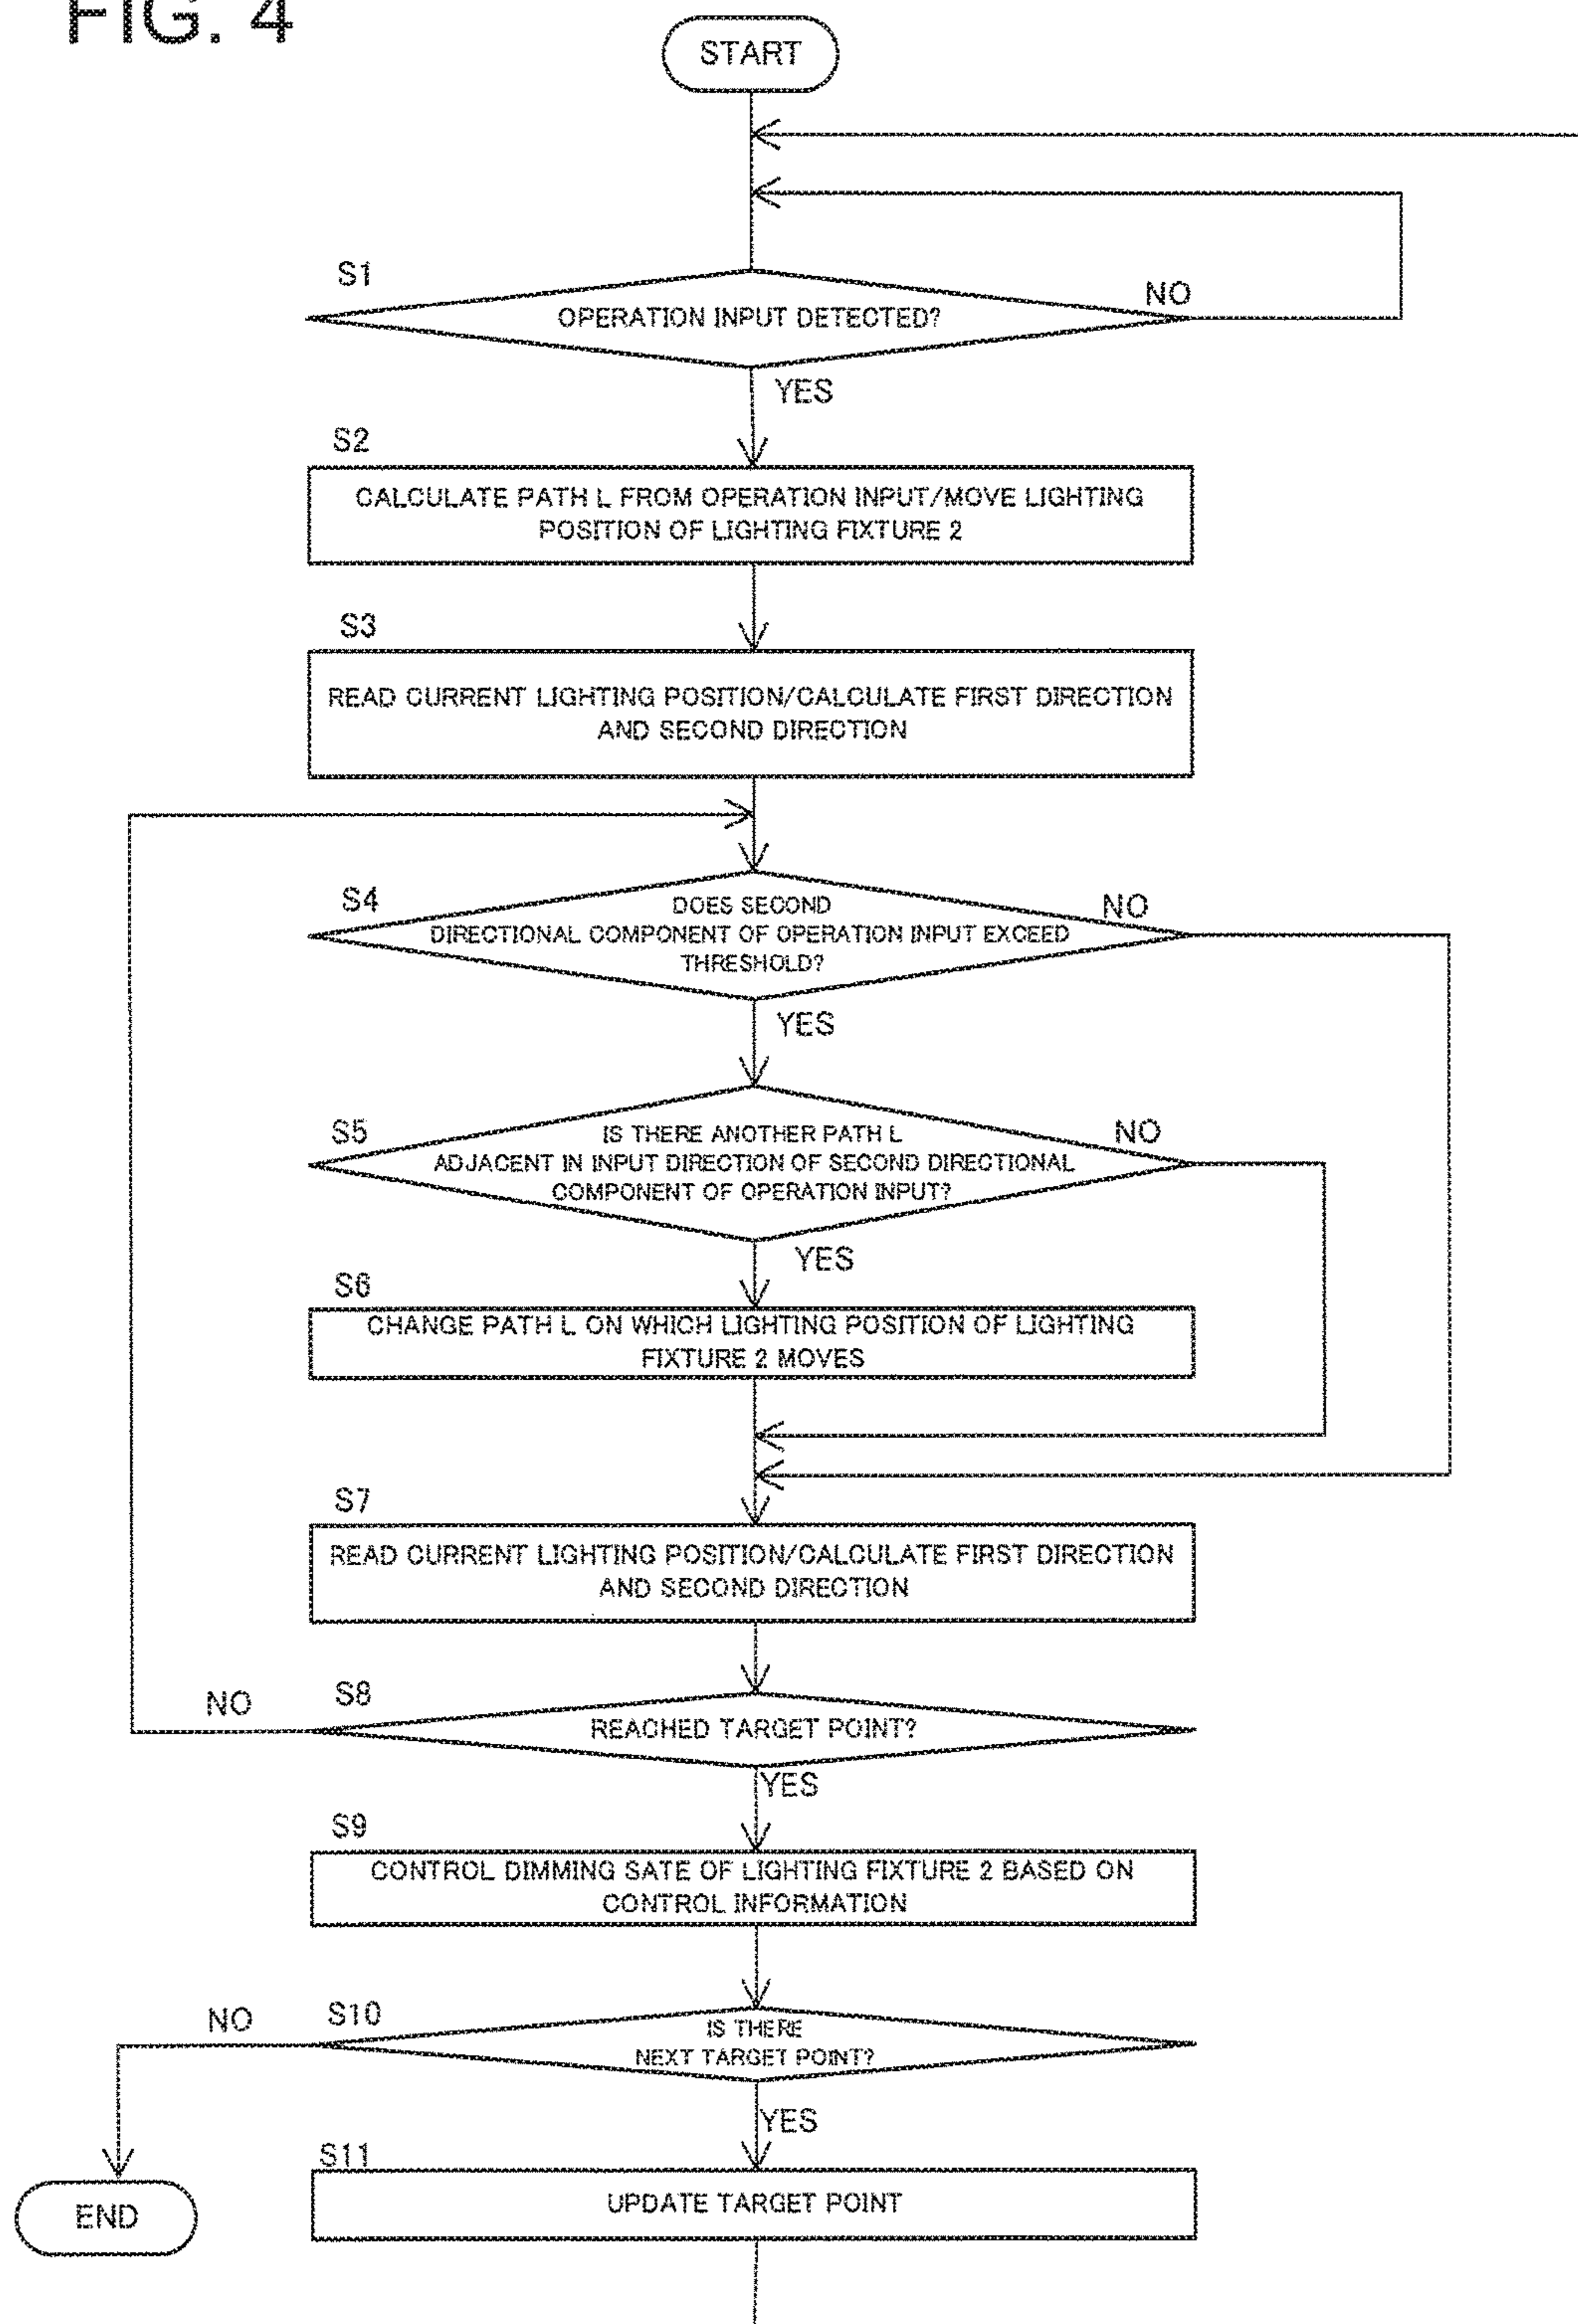 FIG. 4
START
S1
NO
OPERATION INPUT DETECTED?
YES
S2
CALCULATE PATH L FROM OPERATION INPUT/MOVE LIGHTING
POSITION OF LIGHTING FIXTURE 2
S3
READ CURRENT LIGHTING POSITION/CALCULATE FIRST DIRECTION
AND SECOND DIRECTION
S4
NO
DOES SECOND
DIRECTIONAL COMPONENT OF OPERATION INPUT EXCEED
THRESHOLD?
YES
S5
NO
IS THERE ANOTHER PATH L
ADJACENT IN INPUT DIRECTION OF SECOND DIRECTIONAL
COMPONENT OF OPERATION INPUT?
YES
S6
CHANGE PATH L ON WHICH LIGHTING POSITION OF LIGHTING
FIXTURE 2 MOVES
S7
READ CURRENT LIGHTING POSITION/CALCULATE FIRST DIRECTION
AND SECOND DIRECTION
NO
S8
REACHED TARGET POINT?
YES
S9
CONTROL DIMMING SATE OF LIGHTING FIXTURE 2 BASED ON
CONTROL INFORMATION
NO
S10
IS THERE
NEXT TARGET POINT?
YES
S11
END
UPDATE TARGET POINT